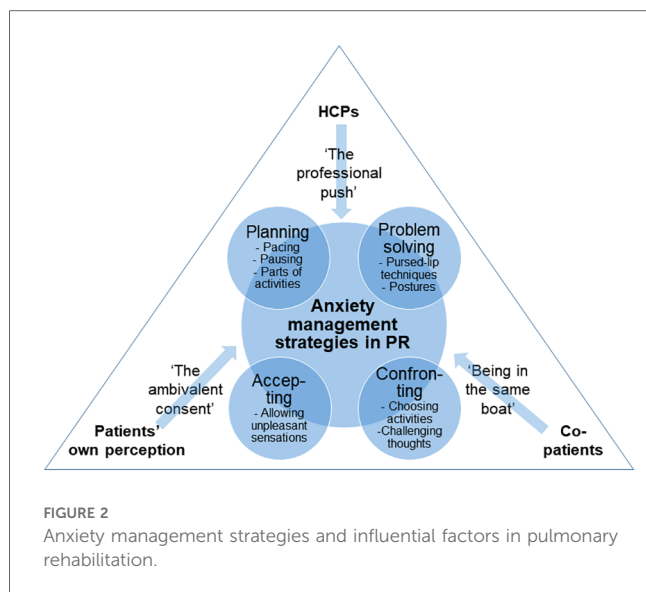 HCPs
'The
professional
push'
Planning
- Pacing
- Pausing
- Parts of
activities
Problem
solving
- Pursed-lip
techniques
- Postures
Anxiety
management
strategies in PR
'The
ambivalent
consent'
Patients'
own perception
Accep-
ting
- Allowing
unpleasant
sensations
Confron-
ting
- Choosing
activities
-Challenging
thoughts
'Being in
the same
boat'
Co-
patients
FIGURE 2
Anxiety management strategies and influential factors in pulmonary
rehabilitation.